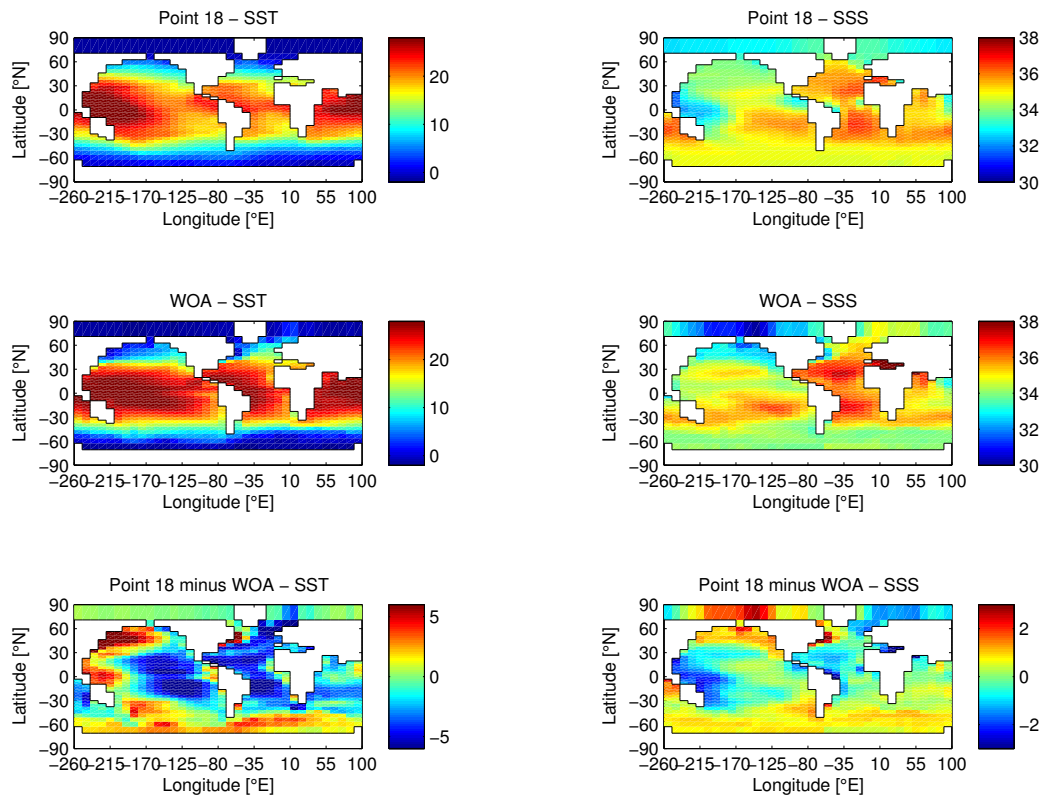 Point 18 − SST
Latitude [°N]
90
60
30
0
−30
−60
−90
−260−215−170−125 −80 −35 10 55 100
Longitude [°E]
20
10
0
Point 18 − SSS
Latitude [°N]
90
60
30
0
−30
−60
−90
−260−215−170−125 −80 −35 10 55 100
Longitude [°E]
38
36
34
32
30
WOA − SST
Latitude [°N]
90
60
30
0
−30
−60
−90
−260−215−170−125 −80 −35 10 55 100
Longitude [°E]
20
10
0
WOA − SSS
Latitude [°N]
90
60
30
0
−30
−60
−90
−260−215−170−125 −80 −35 10 55 100
Longitude [°E]
38
36
34
32
30
Point 18 minus WOA − SST
Latitude [°N]
90
60
30
0
−30
−60
−90
−260−215−170−125 −80 −35 10 55 100
Longitude [°E]
5
0
−5
Point 18 minus WOA − SSS
Latitude [°N]
90
60
30
0
−30
−60
−90
−260−215−170−125 −80 −35 10 55 100
Longitude [°E]
2
0
−2